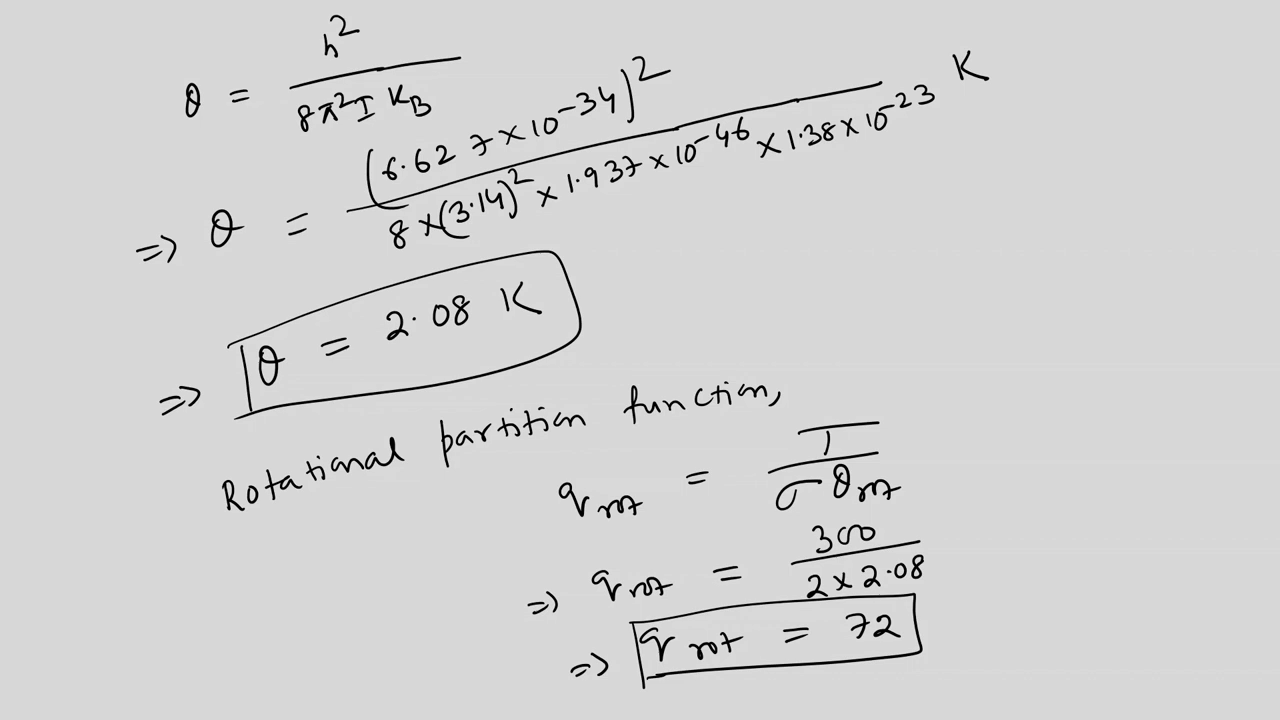 θ = h² / 8π²I K_B
=> θ = (6.627 × 10⁻³⁴)² / 8 × (3.14)² × 1.937 × 10⁻⁴⁶ × 1.38 × 10⁻²³ K
=> θ = 2.08 K
Rotational partition function,
q_rot = T / σ θ_rot
=> q_rot = 300 / 2 × 2.08
=> q_rot = 72